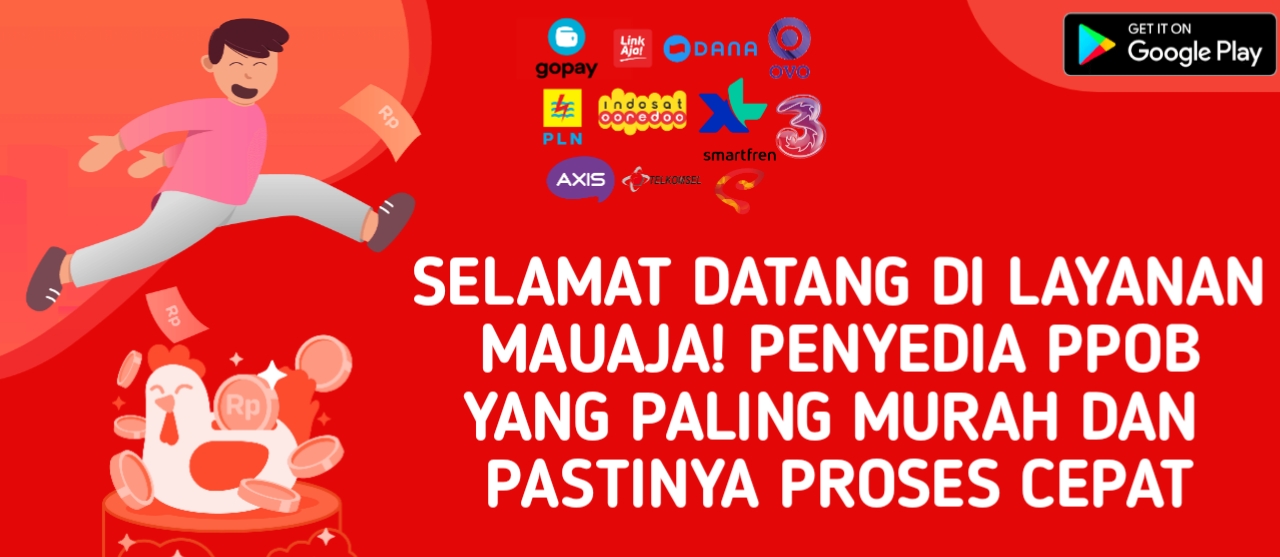 GET IT ON
Google Play
gopay
Link
Aja!
DANA
OVO
PLN
indosat
ooredoo
XL
3
smartfren
AXIS
TELKOMSEL
Rp
Rp
Rp
SELAMAT DATANG DI LAYANAN
MAUAJA! PENYEDIA PPOB
YANG PALING MURAH DAN
PASTINYA PROSES CEPAT